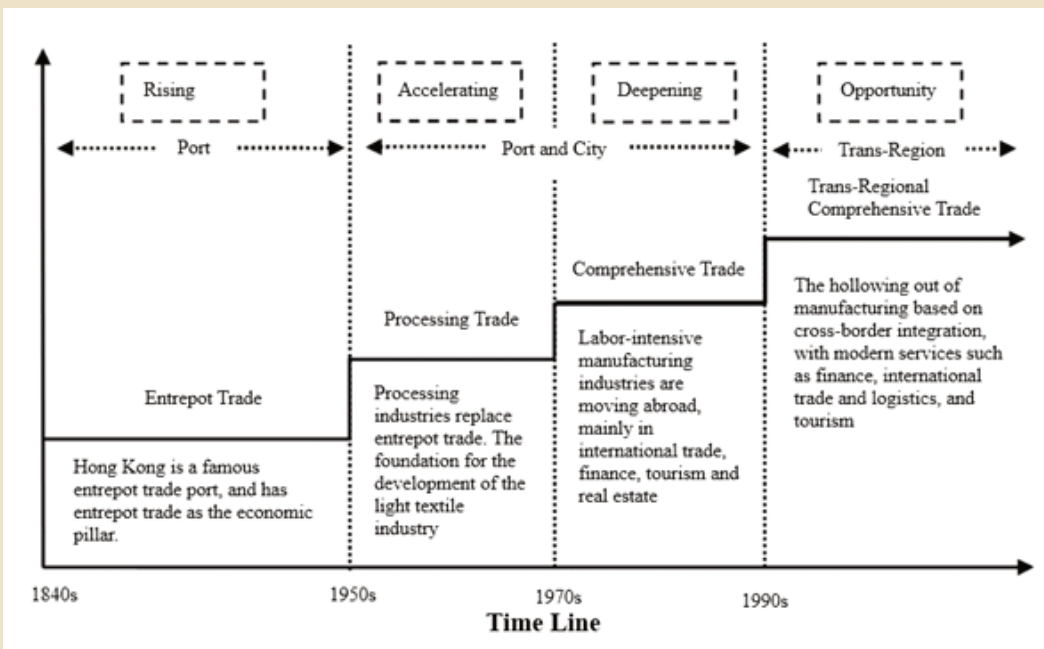 Rising
Accelerating
Deepening
Opportunity
Port
Port and City
Trans-Region
Trans-Regional
Comprehensive Trade
Comprehensive Trade
Processing Trade
Entrepot Trade
Hong Kong is a famous
entrepot trade port, and has
entrepot trade as the economic
pillar.
Processing
industries replace
entrepot trade. The
foundation for the
development of the
light textile
industry
Labor-intensive
manufacturing
industries are
moving abroad,
mainly in
international trade,
finance, tourism and
real estate
The hollowing out of
manufacturing based on
cross-border integration,
with modern services such
as finance, international
trade and logistics, and
tourism
1840s
1950s
1970s
1990s
Time Line